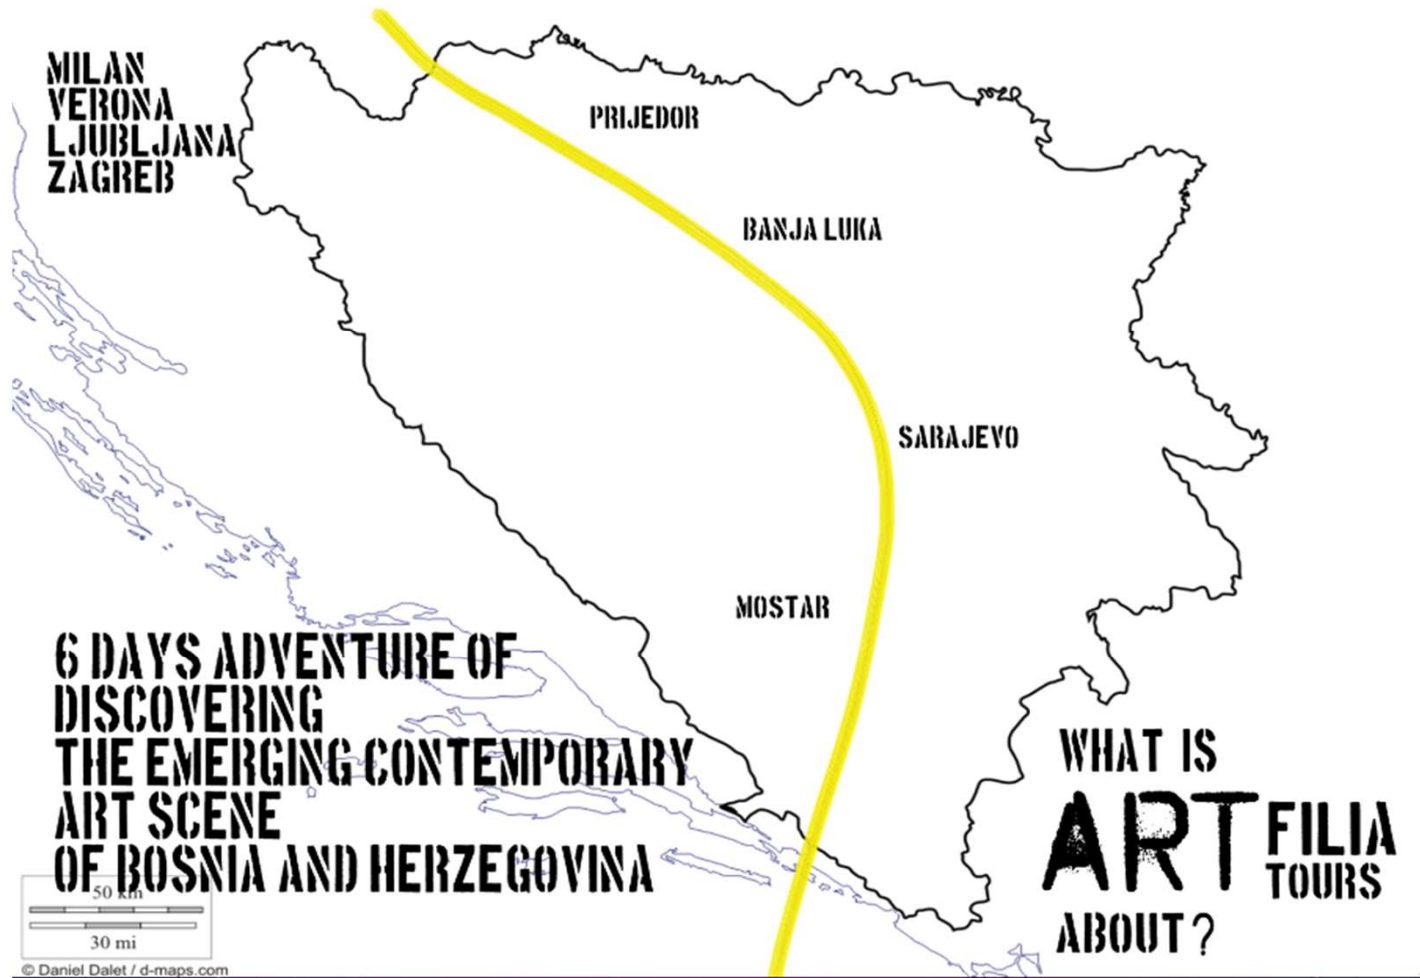 MILAN
VERONA
LJUBLJANA
ZAGREB
PRIJEDOR
BANJA LUKA
SARAJEVO
MOSTAR
6 DAYS ADVENTURE OF
DISCOVERING
THE EMERGING CONTEMPORARY
ART SCENE
OF BOSNIA AND HERZEGOVINA
WHAT IS
ART FILIA
TOURS
ABOUT?
50 km
30 mi
© Daniel Dalet / d-maps.com